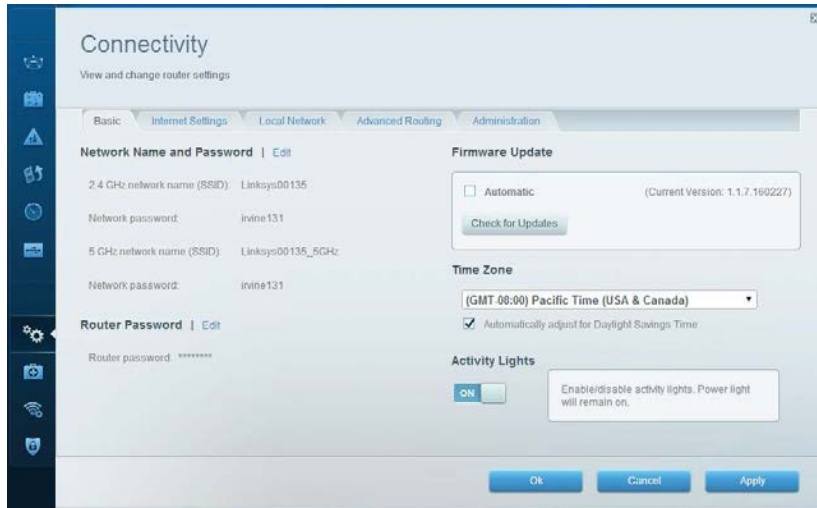 Connectivity
View and change router settings
Basic
Internet Settings
Local Network
Advanced Routing
Administration
Network Name and Password | Edit
2.4 GHz network name (SSID): Linksys00135
Network password: irvine131
5 GHz network name (SSID): Linksys00135_5GHz
Network password: irvine131
Router Password | Edit
Router password: ********
Firmware Update
Automatic
(Current Version: 1.1.7.160227)
Check for Updates
Time Zone
(GMT-08:00) Pacific Time (USA & Canada)
Automatically adjust for Daylight Savings Time
Activity Lights
ON
Enable/disable activity lights. Power light
will remain on.
Ok
Cancel
Apply